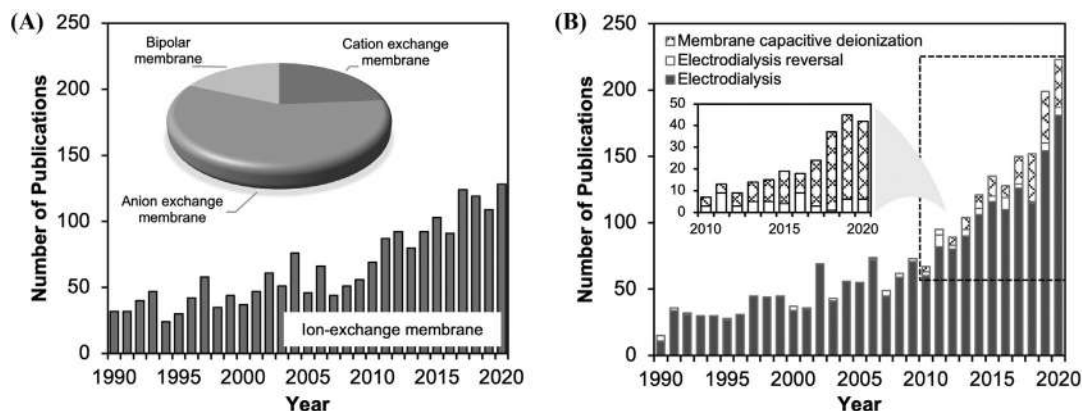 (A)
250
200
150
100
50
0
Number of Publications
Bipolar
membrane
Cation exchange
membrane
Anion exchange
membrane
Ion-exchange membrane
1990 1995 2000 2005 2010 2015 2020
Year
(B)
250
200
150
100
50
0
Number of Publications
Membrane capacitive deionization
Electrodialysis reversal
Electrodialysis
50
40
30
20
10
0
2010 2015 2020
1990 1995 2000 2005 2010 2015 2020
Year